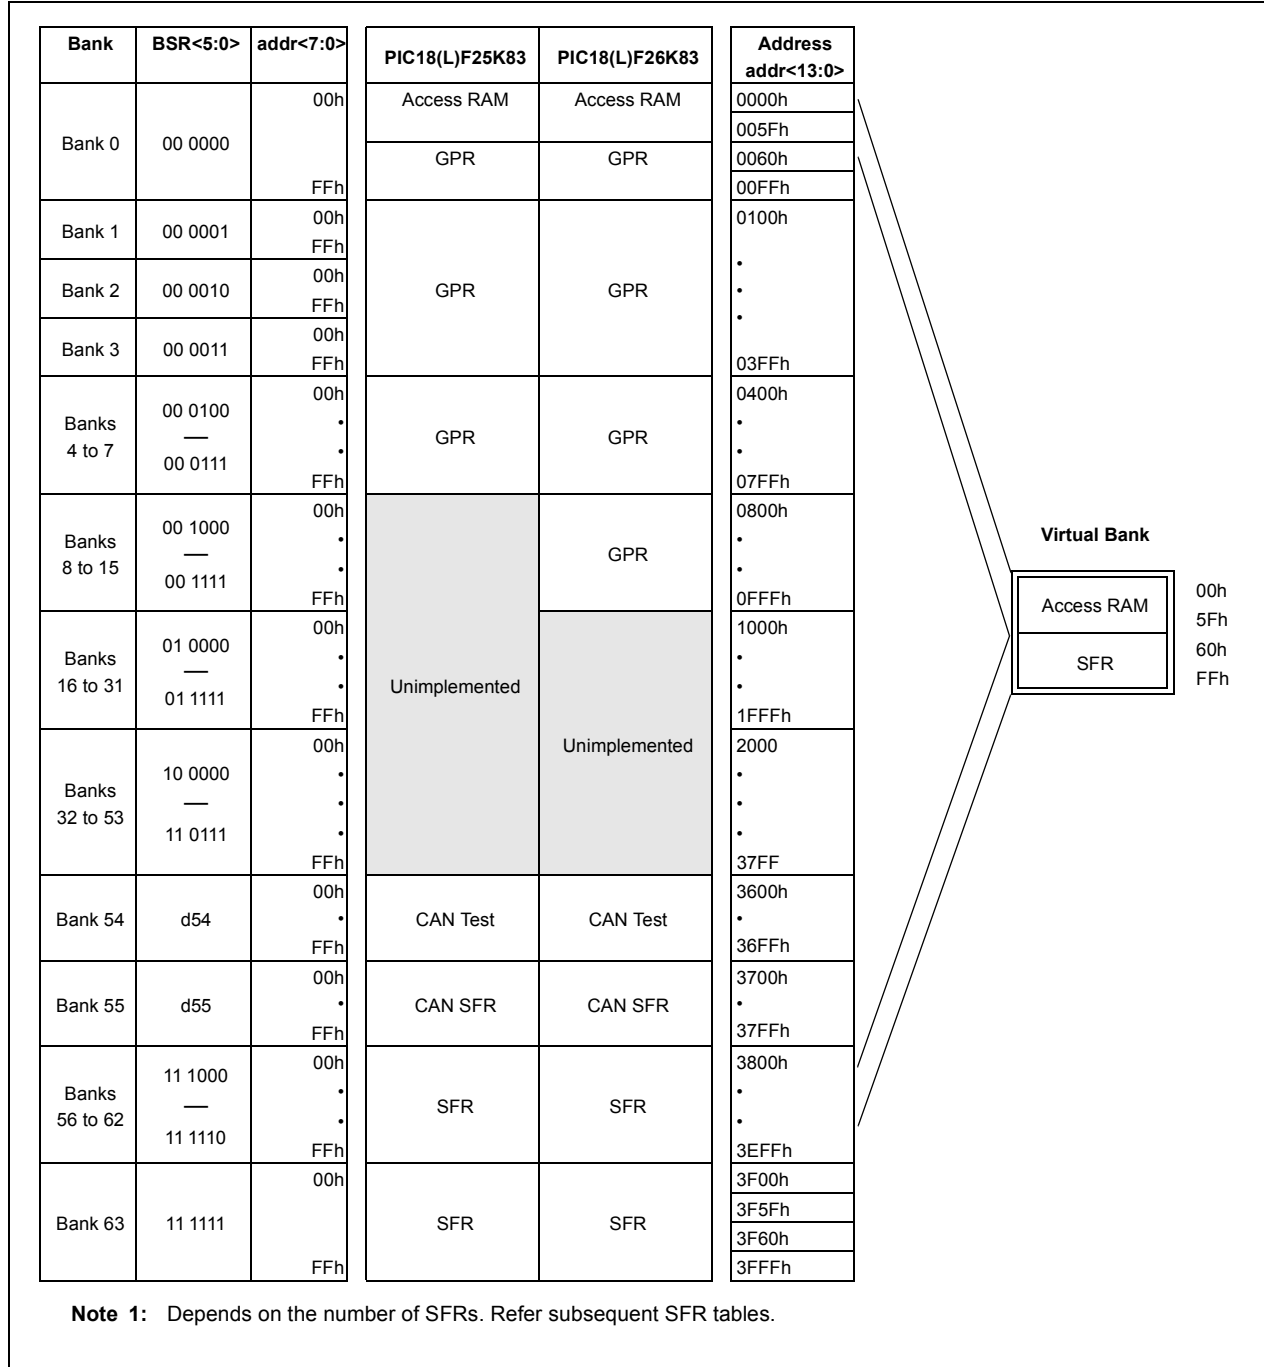 Bank BSR<5:0> addr<7:0> PIC18(L)F25K83 PIC18(L)F26K83 Address
addr<13:0>
00h Access RAM Access RAM 0000h
005Fh
Bank 0 00 0000 GPR GPR 0060h
FFh 00FFh
Bank 1 00 0001 00h 0100h
FFh
•
Bank 2 00 0010 00h GPR GPR •
FFh
•
Bank 3 00 0011 00h
FFh 03FFh
00h 0400h
Banks 00 0100 • •
4 to 7 — GPR GPR
00 0111 • •
FFh 07FFh
00h 0800h
Banks 00 1000 • •
8 to 15 — GPR
00 1111 • •
FFh 0FFFh
00h 1000h
Banks 01 0000 • •
16 to 31 — Unimplemented
01 1111 • •
FFh 1FFFh
00h Unimplemented 2000
Banks 10 0000 • •
32 to 53 — • •
11 0111 • •
FFh 37FF
00h 3600h
Bank 54 d54 • CAN Test CAN Test •
FFh 36FFh
00h 3700h
Bank 55 d55 • CAN SFR CAN SFR •
FFh 37FFh
00h 3800h
Banks 11 1000 • •
56 to 62 — SFR SFR
11 1110 • •
FFh 3EFFh
00h 3F00h
3F5Fh
Bank 63 11 1111 SFR SFR
3F60h
FFh 3FFFh
Virtual Bank
Access RAM 00h
5Fh
SFR 60h
FFh
Note 1: Depends on the number of SFRs. Refer subsequent SFR tables.